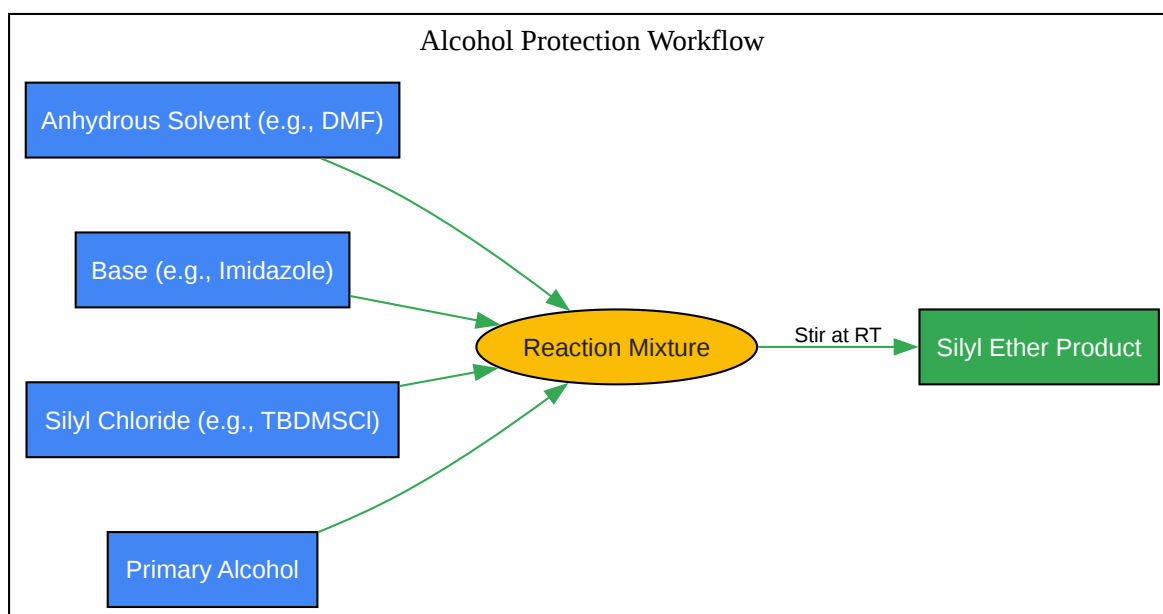 Alcohol Protection Workflow
Anhydrous Solvent (e.g., DMF)
Base (e.g., Imidazole)
Silyl Chloride (e.g., TBDMSCl)
Primary Alcohol
Reaction Mixture
Stir at RT
Silyl Ether Product